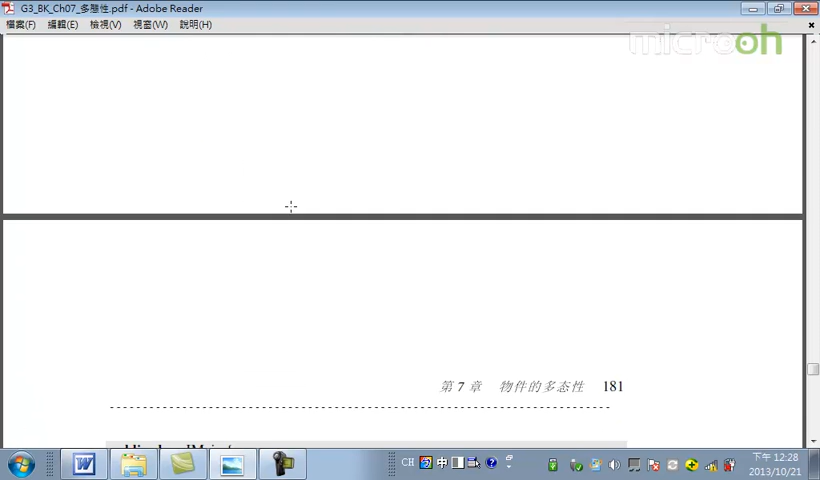 G3_BK_Ch07_多態性.pdf - Adobe Reader
檔案(F) 編輯(E) 檢視(V) 視窗(W) 說明(H)
microoh
第 7 章 物件的多态性 181
CH 中
下午 12:28
2013/10/21